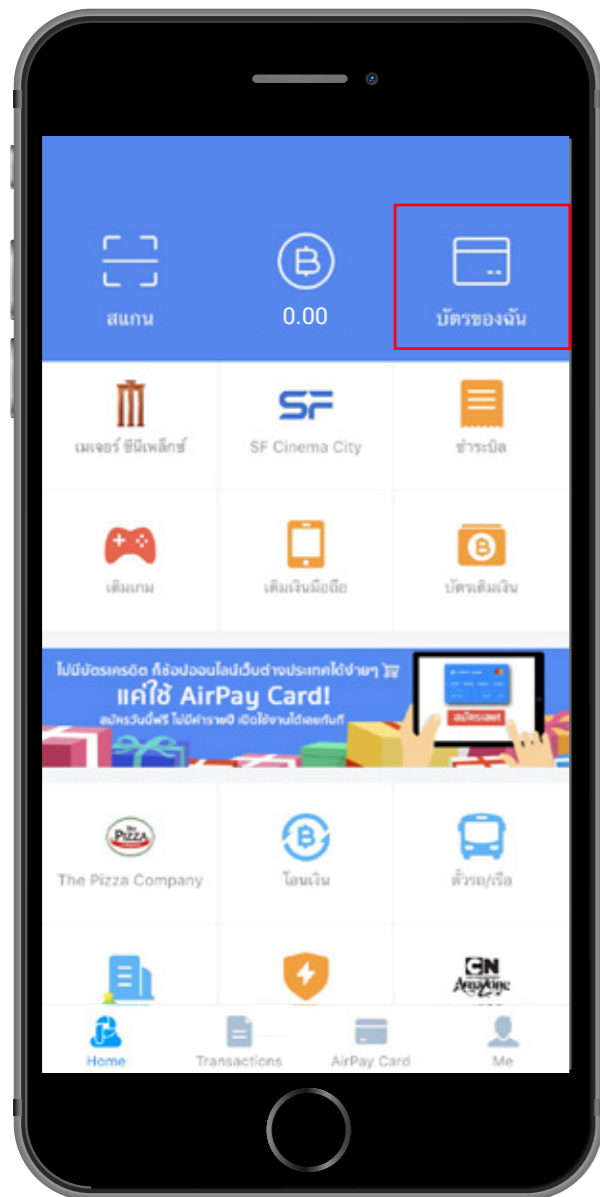 สแกน
0.00
บัตรของฉัน
เมเจอร์ ซีนีเพล็กซ์
SF
SF Cinema City
ชำระบิล
เติมเกม
เติมเงินมือถือ
บัตรเติมเงิน
ไม่มีบัตรเครดิต ก็ช้อปออนไลน์เว็บต่างประเทศได้ง่ายๆ
แค่ใช้ AirPay Card!
สมัครวันนี้ฟรี ไม่มีค่ารายปี เปิดใช้งานได้เลยทันที
สมัครเลย!
The Pizza Company
โอนเงิน
ตั๋วรถ/เรือ
CN
Amazone
Home
Transactions
AirPay Card
Me